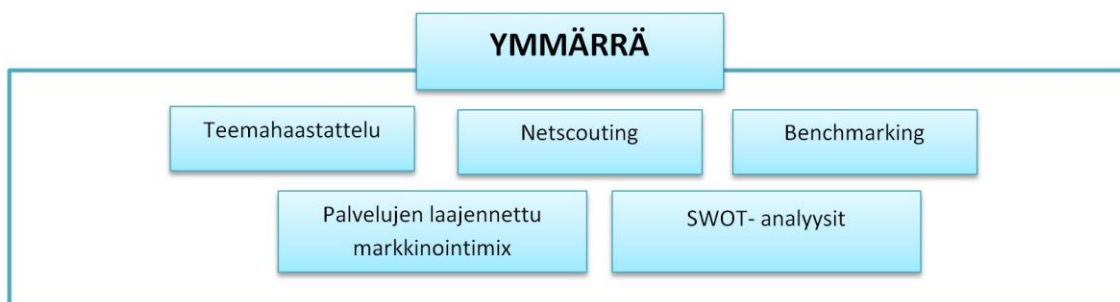 YMMÄRRÄ
Teemahaastattelu
Netscouting
Benchmarking
Palvelujen laajennettu
markkinointimix
SWOT- analyysit